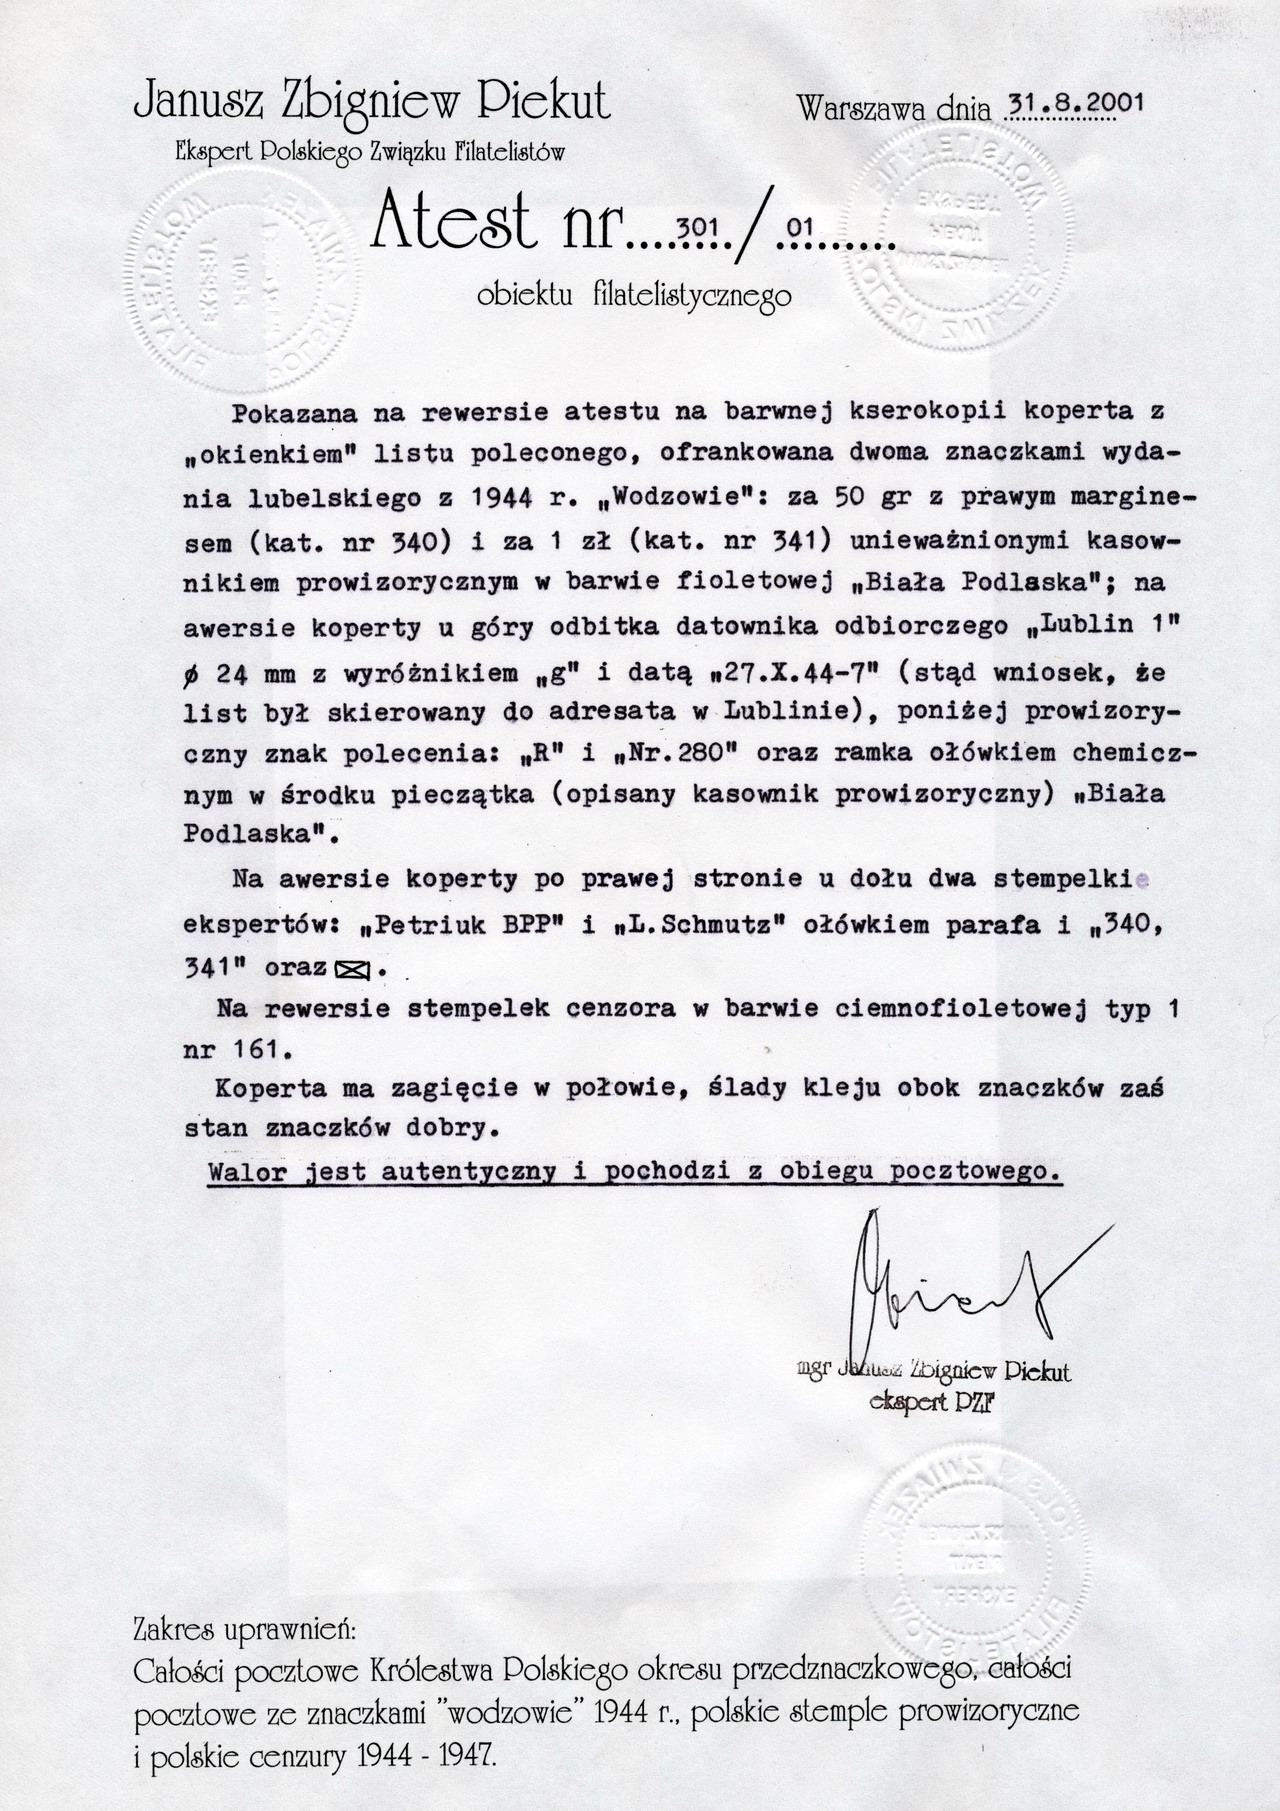 Janusz Zbigniew Piekut
Warszawa dnia 31.8.2001
Ekspert Polskiego Związku Filatelistów
Atest nr....301./.01........
obiektu filatelistycznego
Pokazana na rewersie atestu na barwnej kserokopii koperta z
„okienkiem" listu poleconego, ofrankowana dwoma znaczkami wyda-
nia lubelskiego z 1944 r. „Wodzowie": za 50 gr z prawym margine-
sem (kat. nr 340) i za 1 zł (kat. nr 341) unieważnionymi kasow-
nikiem prowizorycznym w barwie fioletowej „Biała Podlaska"; na
awersie koperty u góry odbitka datownika odbiorczego „Lublin 1"
ø 24 mm z wyróżnikiem „g" i datą „27.X.44-7" (stąd wniosek, że
list był skierowany do adresata w Lublinie), poniżej prowizory-
czny znak polecenia: „R" i „Nr.280" oraz ramka ołówkiem chemicz-
nym w środku pieczątka (opisany kasownik prowizoryczny) „Biała
Podlaska".
Na awersie koperty po prawej stronie u dołu dwa stempelkie
ekspertów: „Petriuk BPP" i „L.Schmutz" ołówkiem parafa i „340,
341" oraz ✉.
Na rewersie stempelek cenzora w barwie ciemnofioletowej typ 1
nr 161.
Koperta ma zagięcie w połowie, ślady kleju obok znaczków zaś
stan znaczków dobry.
Walor jest autentyczny i pochodzi z obiegu pocztowego.
mgr Janusz Zbigniew Piekut
ekspert PZF
Zakres uprawnień:
Całości pocztowe Królestwa Polskiego okresu przedznaczkowego, całości
pocztowe ze znaczkami "wodzowie" 1944 r., polskie stemple prowizoryczne
i polskie cenzury 1944 - 1947.